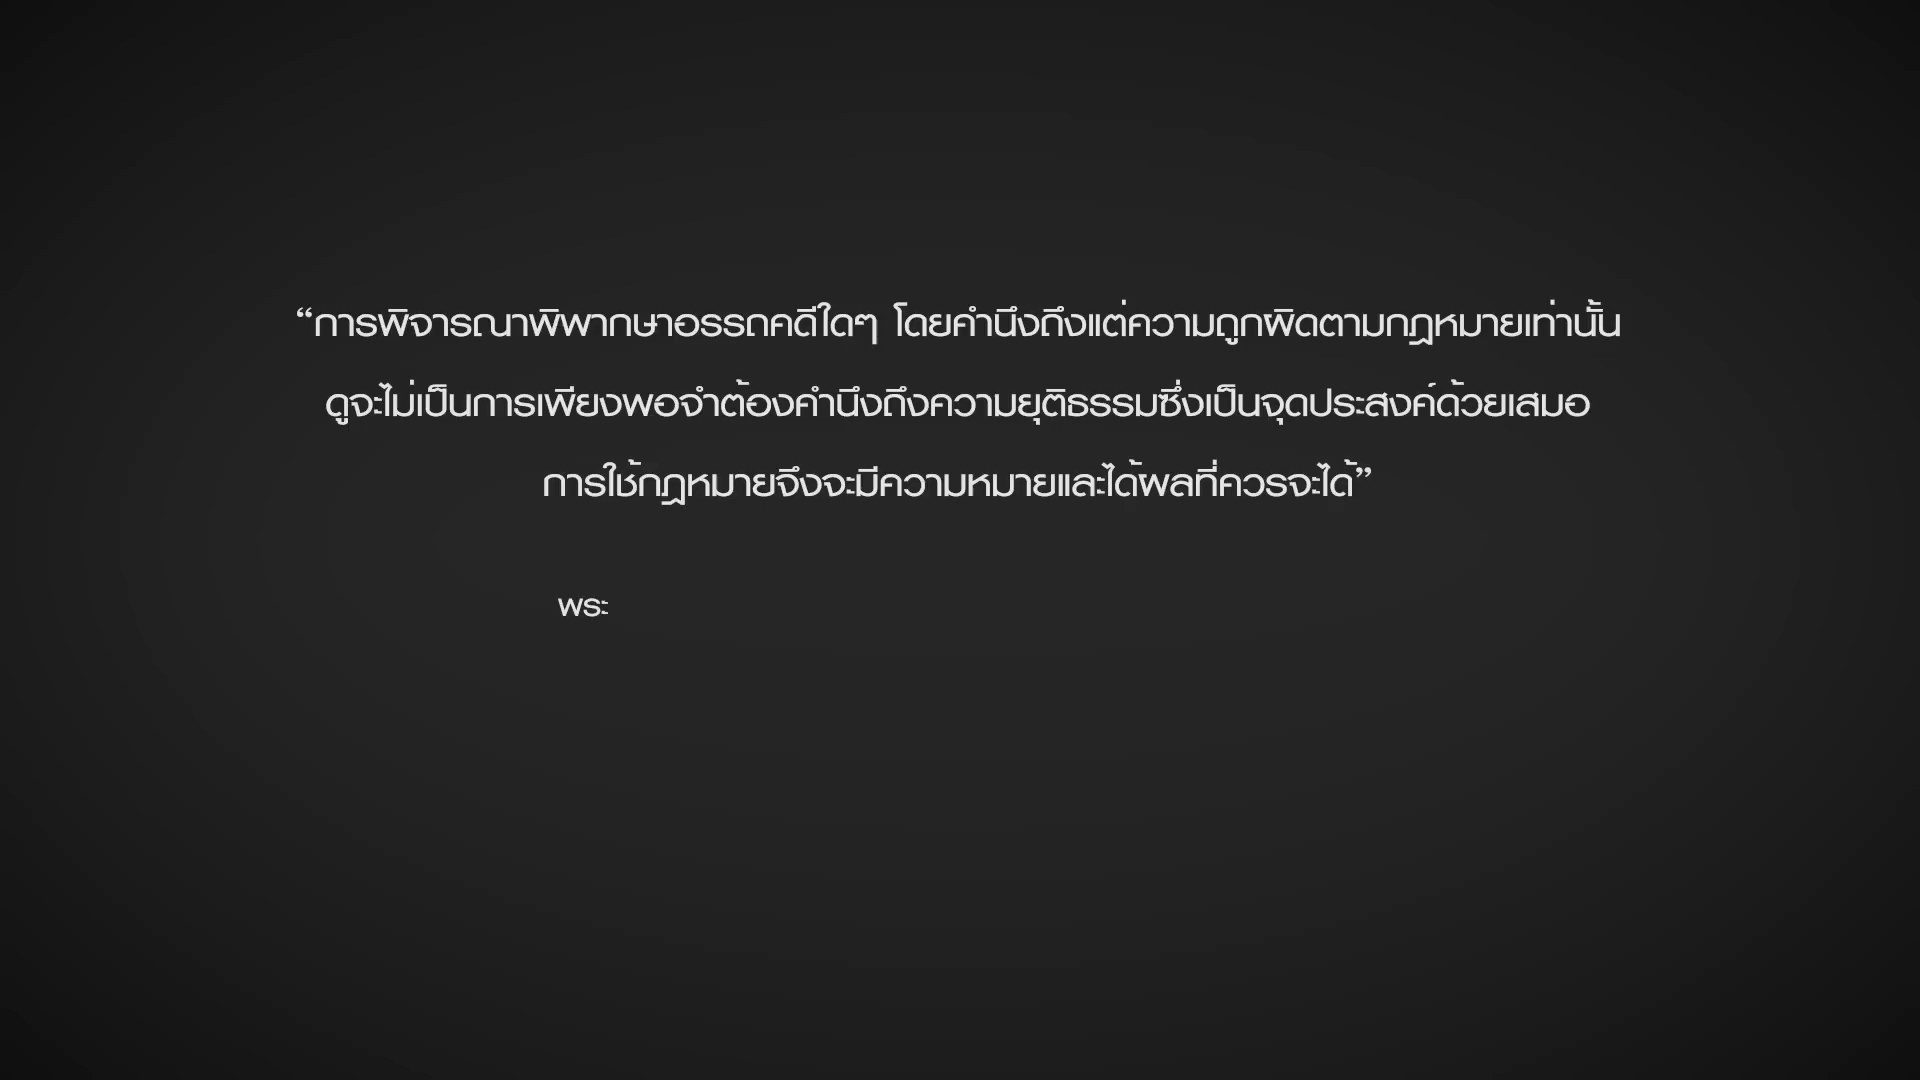 “การพิจารณาพิพากษาอรรถคดีใดๆ โดยคำนึงถึงแต่ความถูกผิดตามกฎหมายเท่านั้น
ดูจะไม่เป็นการเพียงพอจำต้องคำนึงถึงความยุติธรรมซึ่งเป็นจุดประสงค์ด้วยเสมอ
การใช้กฎหมายจึงจะมีความหมายและได้ผลที่ควรจะได้”
พระ